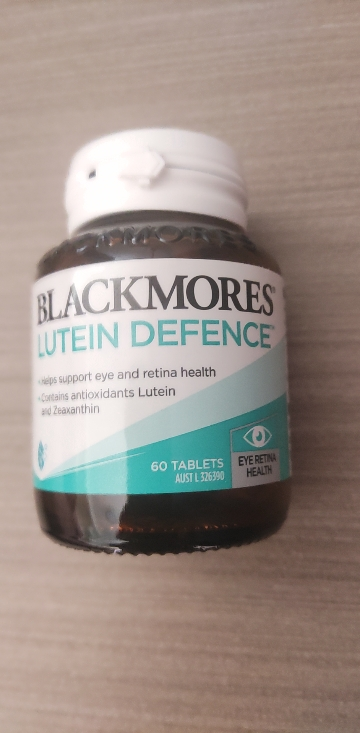 BLACKMORES®
LUTEIN DEFENCE™
• Helps support eye and retina health
• Contains antioxidants Lutein
and Zeaxanthin
60 TABLETS
AUST L 326390
EYE RETINA
HEALTH